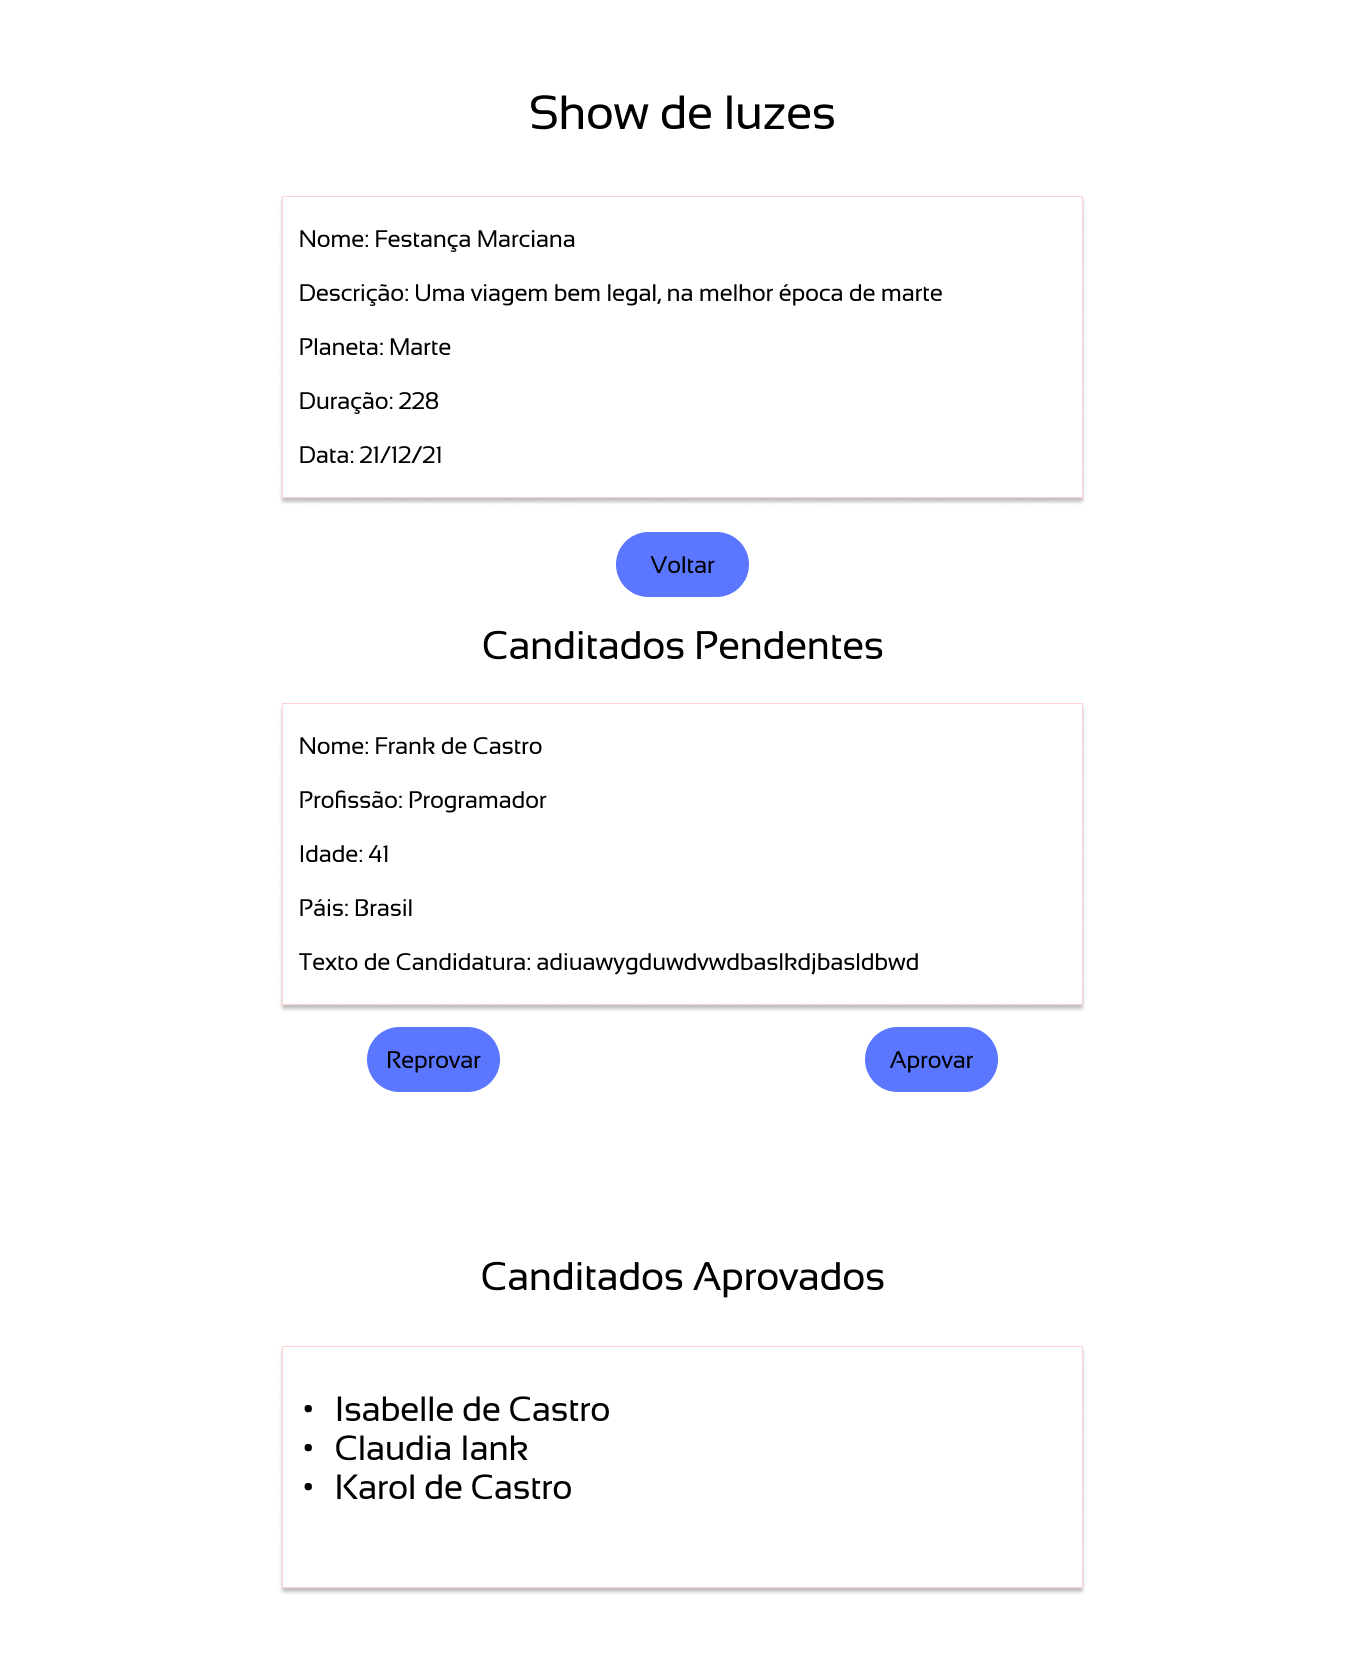 Show de luzes
Nome: Festança Marciana
Descrição: Uma viagem bem legal, na melhor época de marte
Planeta: Marte
Duração: 228
Data: 21/12/21
Voltar
Canditados Pendentes
Nome: Frank de Castro
Profissão: Programador
Idade: 41
Páis: Brasil
Texto de Candidatura: adiuawygduwdvwdbaslkdjbasldbwd
Reprovar
Aprovar
Canditados Aprovados
• Isabelle de Castro
• Claudia Iank
• Karol de Castro